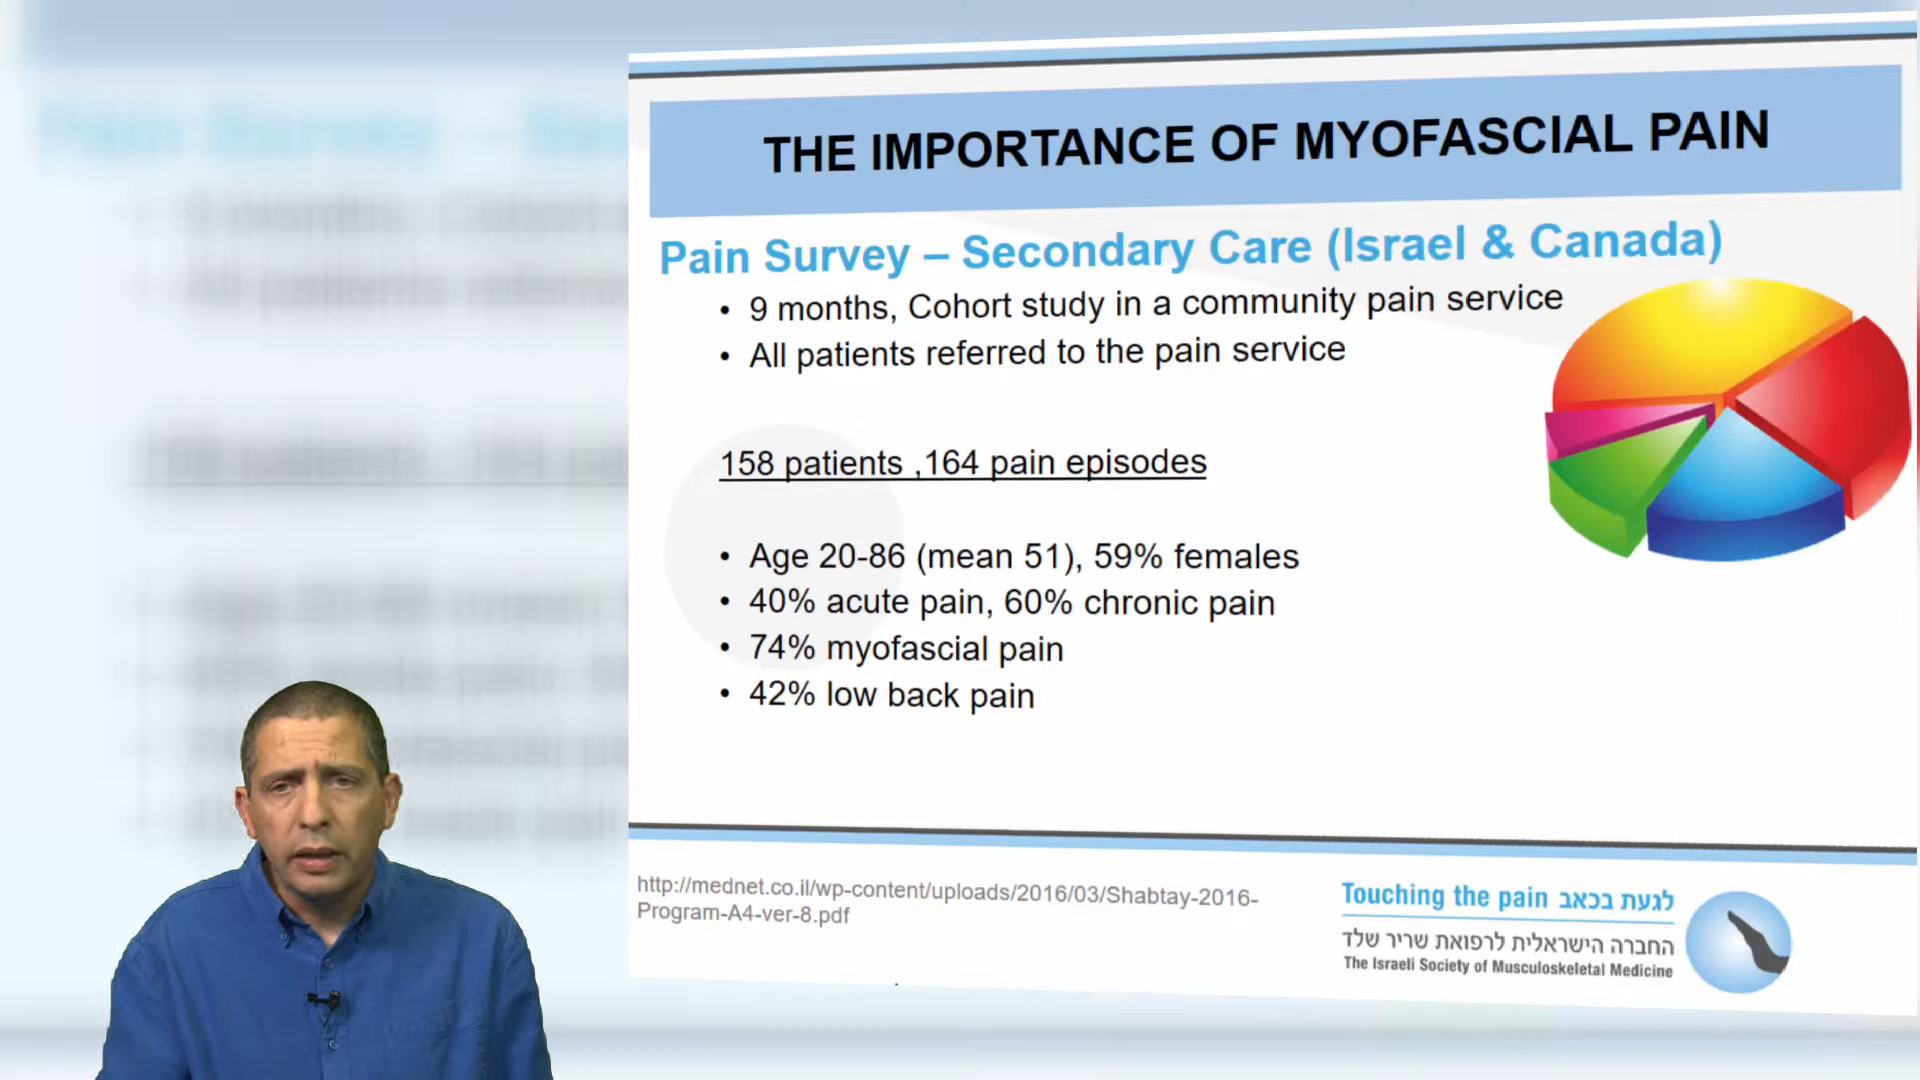 THE IMPORTANCE OF MYOFASCIAL PAIN
Pain Survey – Secondary Care (Israel & Canada)
• 9 months, Cohort study in a community pain service
• All patients referred to the pain service
158 patients ,164 pain episodes
• Age 20-86 (mean 51), 59% females
• 40% acute pain, 60% chronic pain
• 74% myofascial pain
• 42% low back pain
http://mednet.co.il/wp-content/uploads/2016/03/Shabtay-2016-
Program-A4-ver-8.pdf
Touching the pain לגעת בכאב
החברה הישראלית לרפואת שריר שלד
The Israeli Society of Musculoskeletal Medicine